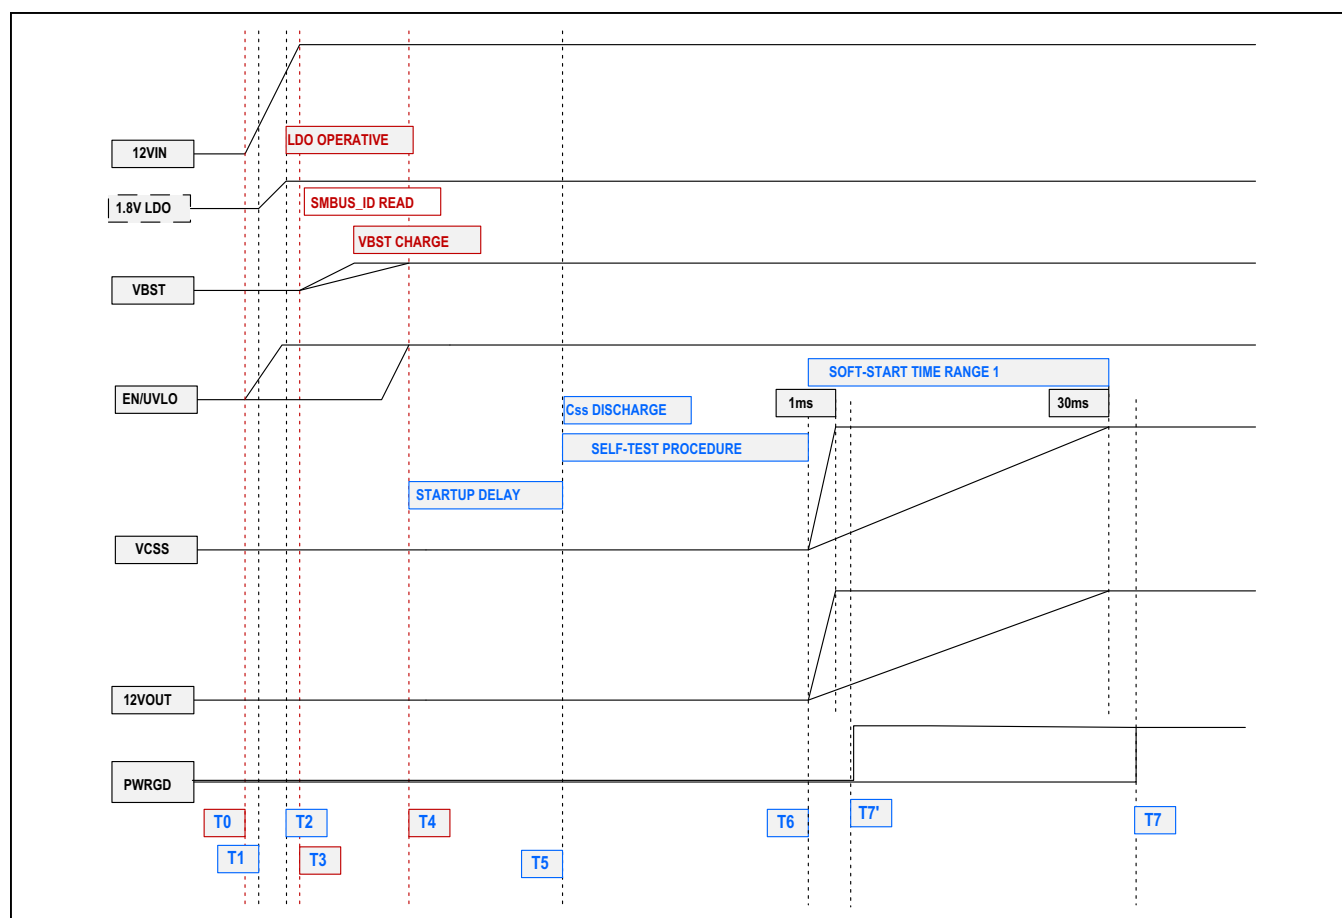 LDO OPERATIVE
12VIN
SMBUS_ID READ
1.8V LDO
VBST CHARGE
VBST
SOFT-START TIME RANGE 1
EN/UVLO
1ms
30ms
Css DISCHARGE
SELF-TEST PROCEDURE
STARTUP DELAY
VCSS
12VOUT
PWRGD
T0
T2
T4
T6
T7'
T7
T1
T3
T5